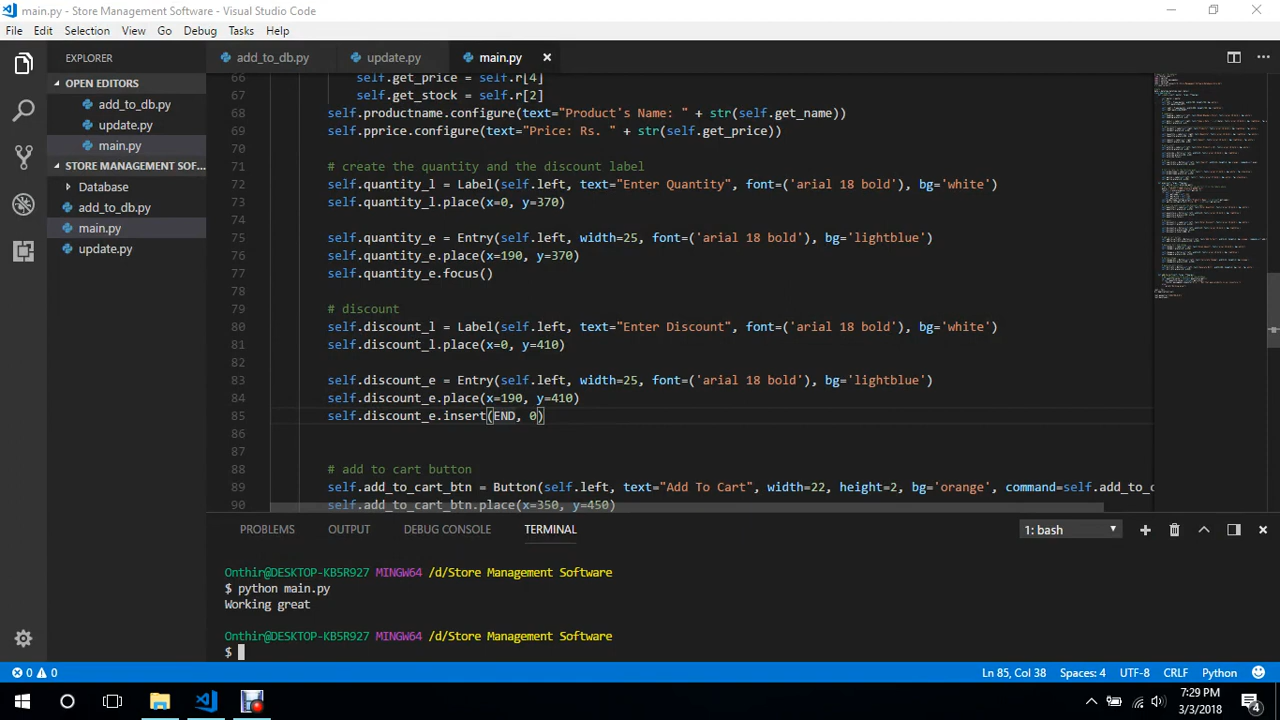 main.py - Store Management Software - Visual Studio Code
File Edit Selection View Go Debug Tasks Help
EXPLORER
OPEN EDITORS
add_to_db.py
update.py
main.py
STORE MANAGEMENT SOF...
Database
add_to_db.py
main.py
update.py
add_to_db.py update.py main.py
66 self.get_price = self.r[4]
67 self.get_stock = self.r[2]
68 self.productname.configure(text="Product's Name: " + str(self.get_name))
69 self.pprice.configure(text="Price: Rs. " + str(self.get_price))
70
71 # create the quantity and the discount label
72 self.quantity_l = Label(self.left, text="Enter Quantity", font=('arial 18 bold'), bg='white')
73 self.quantity_l.place(x=0, y=370)
74
75 self.quantity_e = Entry(self.left, width=25, font=('arial 18 bold'), bg='lightblue')
76 self.quantity_e.place(x=190, y=370)
77 self.quantity_e.focus()
78
79 # discount
80 self.discount_l = Label(self.left, text="Enter Discount", font=('arial 18 bold'), bg='white')
81 self.discount_l.place(x=0, y=410)
82
83 self.discount_e = Entry(self.left, width=25, font=('arial 18 bold'), bg='lightblue')
84 self.discount_e.place(x=190, y=410)
85 self.discount_e.insert(END, 0)
86
87
88 # add to cart button
89 self.add_to_cart_btn = Button(self.left, text="Add To Cart", width=22, height=2, bg='orange', command=self.add_to_c
90 self.add_to_cart_btn.place(x=350, y=450)
PROBLEMS OUTPUT DEBUG CONSOLE TERMINAL 1: bash
Onthir@DESKTOP-KB5R927 MINGW64 /d/Store Management Software
$ python main.py
Working great
Onthir@DESKTOP-KB5R927 MINGW64 /d/Store Management Software
$
0 0 Ln 85, Col 38 Spaces: 4 UTF-8 CRLF Python
7:29 PM
3/3/2018
4